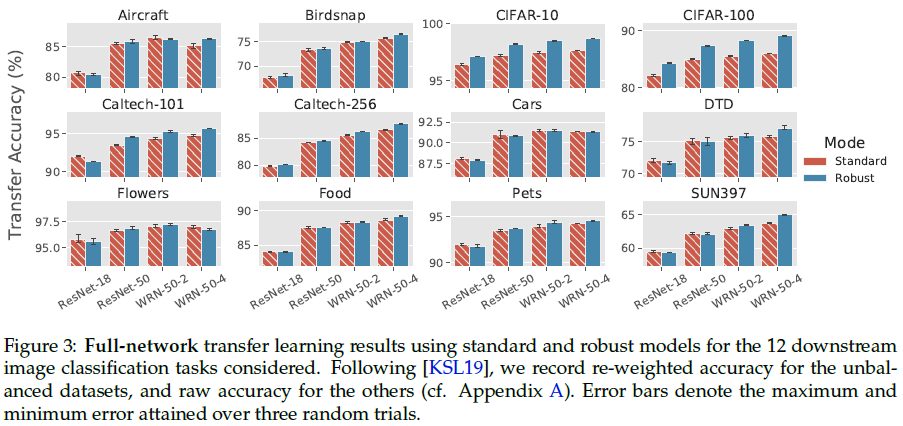 Aircraft
Birdsnap
CIFAR-10
CIFAR-100
85
80
75
70
100
95
90
80
Caltech-101
Caltech-256
Cars
DTD
95
90
85
80
92.5
90.0
87.5
75
70
Flowers
Food
Pets
SUN397
97.5
95.0
90
85
95
90
65
60
Transfer Accuracy (%)
Mode
Standard
Robust
ResNet-18
ResNet-50
WRN-50-2
WRN-50-4
ResNet-18
ResNet-50
WRN-50-2
WRN-50-4
ResNet-18
ResNet-50
WRN-50-2
WRN-50-4
ResNet-18
ResNet-50
WRN-50-2
WRN-50-4
Figure 3: Full-network transfer learning results using standard and robust models for the 12 downstream
image classification tasks considered. Following [KSL19], we record re-weighted accuracy for the unbal-
anced datasets, and raw accuracy for the others (cf. Appendix A). Error bars denote the maximum and
minimum error attained over three random trials.